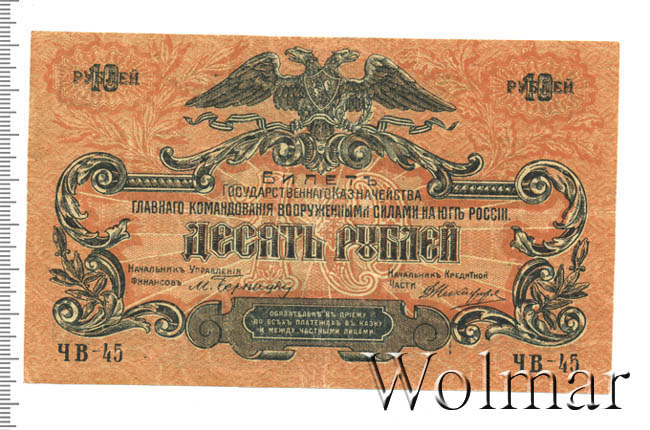 10 РУБЛЕЙ
10 РУБЛЕЙ
БИЛЕТЪ
ГОСУДАРСТВЕННАГО КАЗНАЧЕЙСТВА
ГЛАВНАГО КОМАНДОВАНІЯ ВООРУЖЕННЫМИ СИЛАМИ НА ЮГѢ РОССІИ.
ДЕСЯТЬ РУБЛЕЙ
НАЧАЛЬНИКЪ УПРАВЛЕНІЯ
ФИНАНСОВЪ
НАЧАЛЬНИКЪ КРЕДИТНОЙ
ЧАСТИ
ОБЯЗАТЕЛЕНЪ КЪ ПРІЕМУ
ПО ВСѢХЪ ПЛАТЕЖАХЪ ВЪ КАЗНУ
И МЕЖДУ ЧАСТНЫМИ ЛИЦАМИ.
ЧВ-45
ЧВ-45
Wolmar